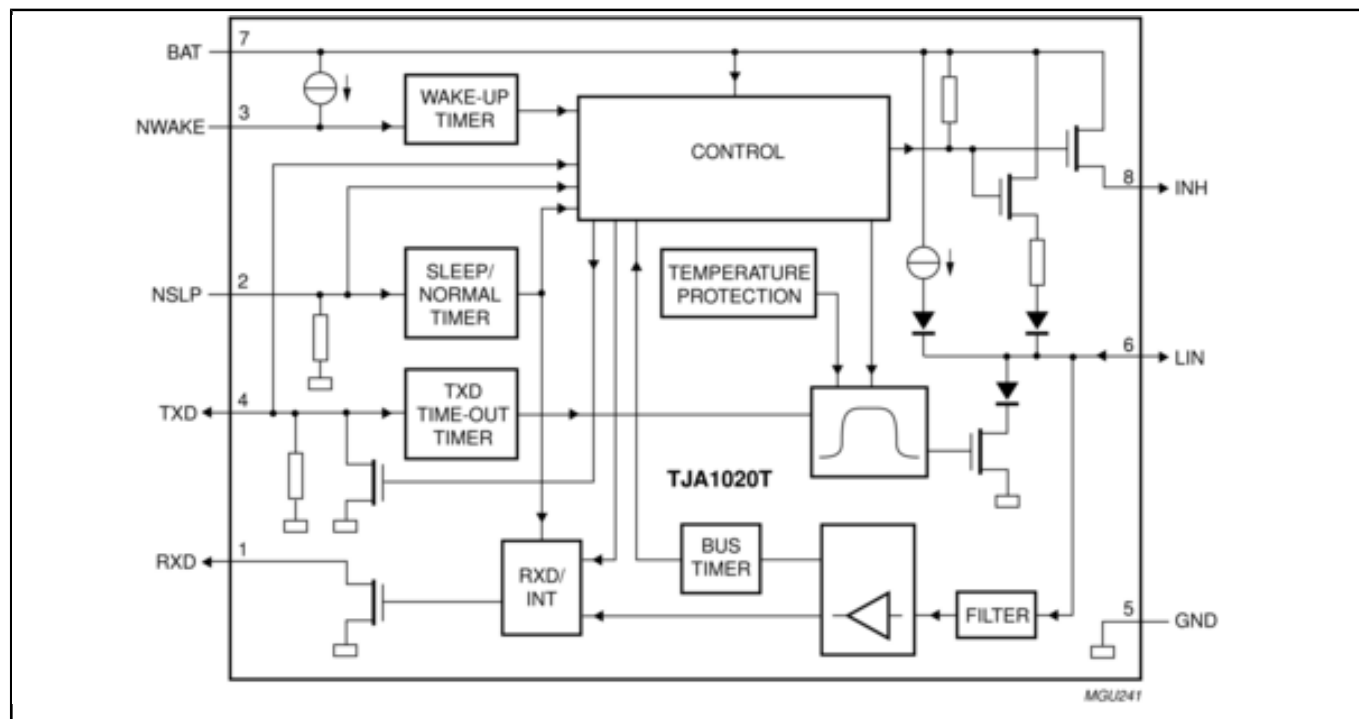 7
BAT
3
NWAKE
WAKE-UP
TIMER
CONTROL
8
INH
2
NSLP
SLEEP/
NORMAL
TIMER
TEMPERATURE
PROTECTION
6
LIN
4
TXD
TXD
TIME-OUT
TIMER
TJA1020T
1
RXD
RXD/
INT
BUS
TIMER
FILTER
5
GND
MGU241